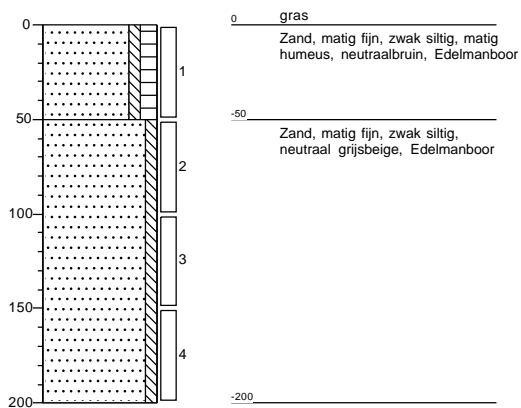 0
50
100
150
200
1
2
3
4
0 gras
Zand, matig fijn, zwak siltig, matig
humeus, neutraalbruin, Edelmanboor
-50
Zand, matig fijn, zwak siltig,
neutraal grijsbeige, Edelmanboor
-200